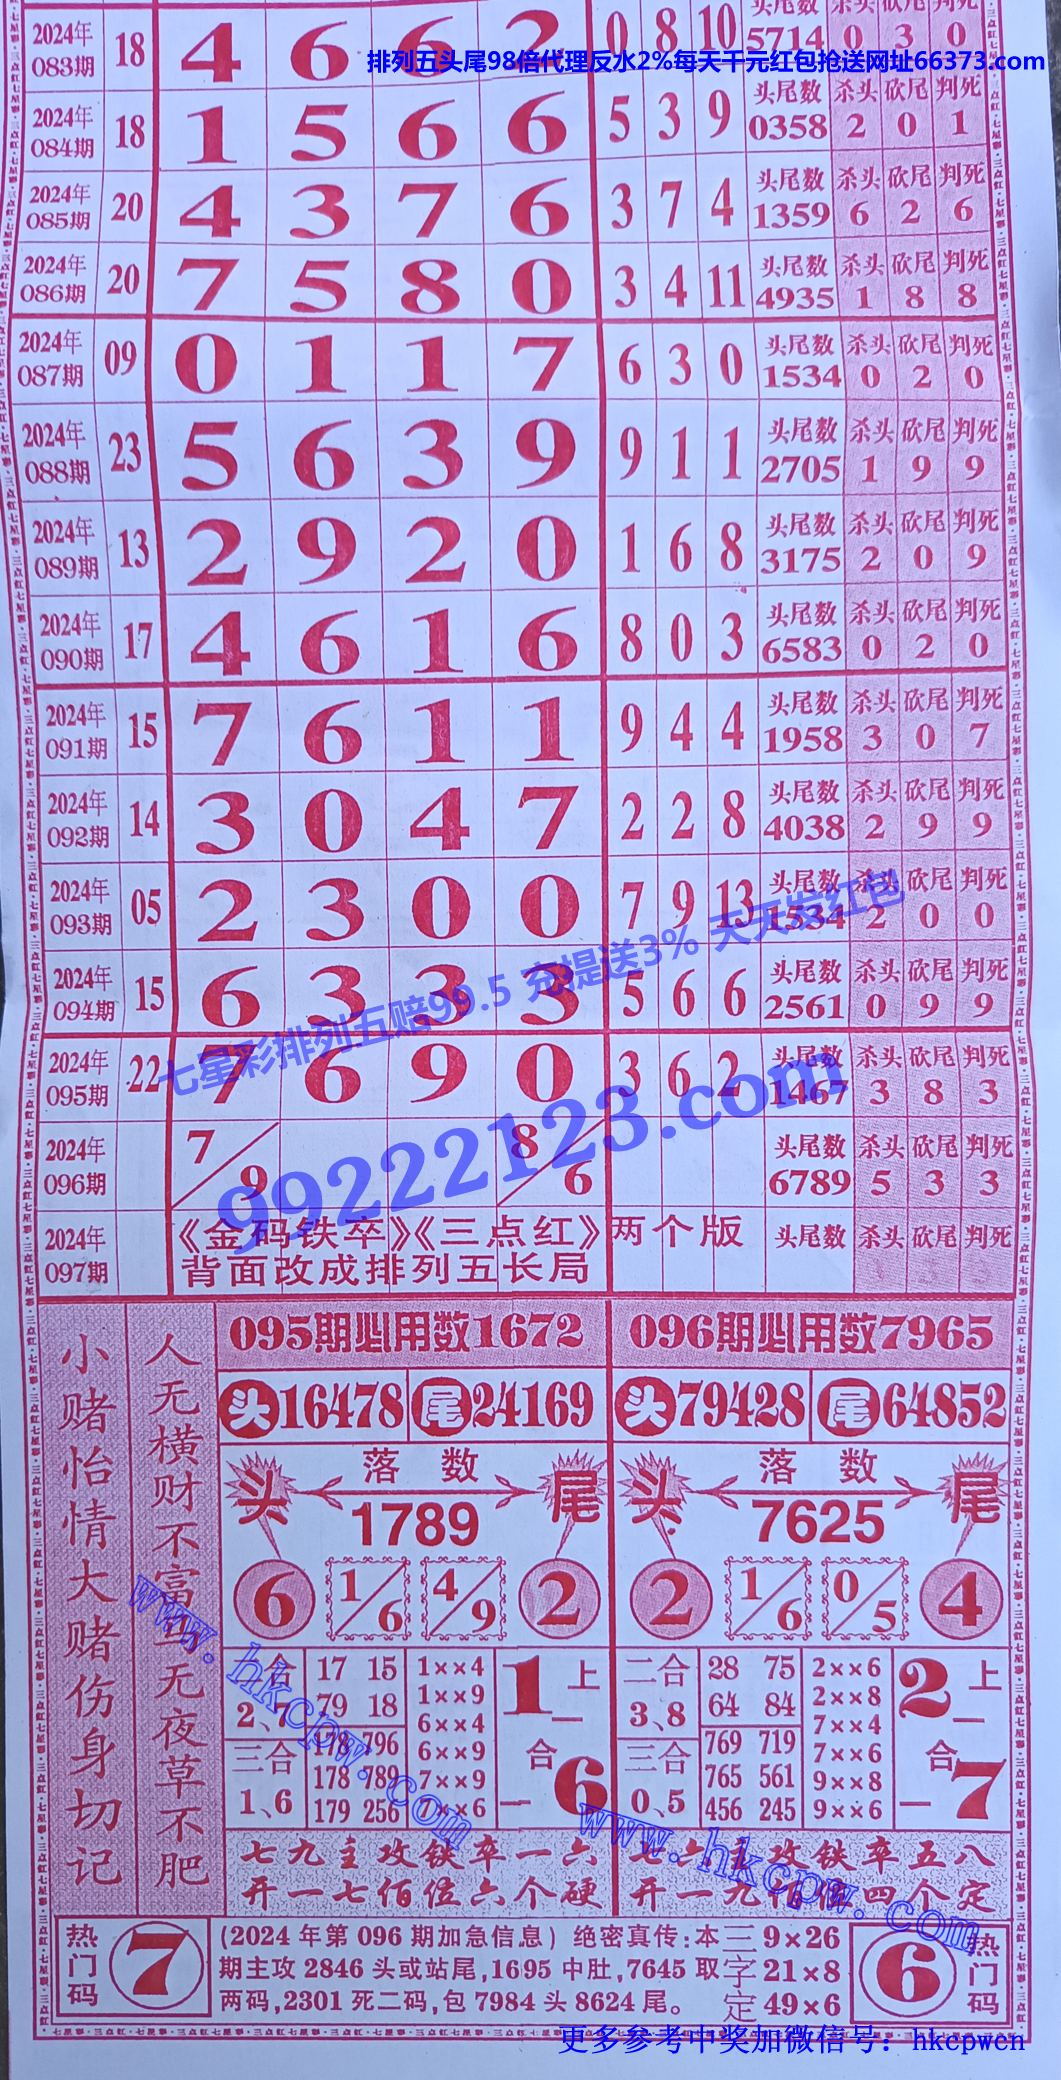 2024年 083期 18 4 6 6 2 0 8 10 头尾数 5714 杀头 0 砍尾 3 判死 0
排列五头尾98倍代理反水2%每天千元红包抢送网址66373.com
2024年 084期 18 1 5 6 6 5 3 9 头尾数 0358 杀头 2 砍尾 0 判死 1
2024年 085期 20 4 3 7 6 3 7 4 头尾数 1359 杀头 6 砍尾 2 判死 6
2024年 086期 20 7 5 8 0 3 4 11 头尾数 4935 杀头 1 砍尾 8 判死 8
2024年 087期 09 0 1 1 7 6 3 0 头尾数 1534 杀头 0 砍尾 2 判死 0
2024年 088期 23 5 6 3 9 9 1 1 头尾数 2705 杀头 1 砍尾 9 判死 9
2024年 089期 13 2 9 2 0 1 6 8 头尾数 3175 杀头 2 砍尾 0 判死 9
2024年 090期 17 4 6 1 6 8 0 3 头尾数 6583 杀头 0 砍尾 2 判死 0
2024年 091期 15 7 6 1 1 9 4 4 头尾数 1958 杀头 3 砍尾 0 判死 7
2024年 092期 14 3 0 4 7 2 2 8 头尾数 4038 杀头 2 砍尾 9 判死 9
2024年 093期 05 2 3 0 0 7 9 13 头尾数 1534 杀头 2 砍尾 0 判死 0
2024年 094期 15 6 3 3 3 5 6 6 头尾数 2561 杀头 0 砍尾 9 判死 9
七星彩排列五赔99.5 充提送3% 天天发红包
2024年 095期 22 7 6 9 0 3 6 2 头尾数 1467 杀头 3 砍尾 8 判死 3
99222123.com
2024年 096期 7/9 8/6 头尾数 6789 杀头 5 砍尾 3 判死 3
2024年 097期 头尾数 杀头 砍尾 判死
《金码铁卒》《三点红》两个版
背面改成排列五长局
小赌怡情大赌伤身切记
人无横财不富马无夜草不肥
095期必用数1672
头16478 尾24169
头 落数 尾
1789
6 1/6 4/9 2
二合 2、7
三合 1、6
17 15
79 18
178 796
178 789
179 256
1××4
1××9
6××4
6××9
7××9
7××6
1上一合一6
七九主攻铁卒一六
开一七佰位六个硬
096期必用数7965
头79428 尾64852
头 落数 尾
7625
2 1/6 0/5 4
二合 3、8
三合 0、5
28 75
64 84
769 719
765 561
456 245
2××6
2××8
7××4
7××6
9××8
9××6
2上一合一7
七六主攻铁卒五八
开一九佰位四个定
www.hkcpw.com
www.hkcpw.com
热门码 7
(2024年第096期加急信息) 绝密真传:本
期主攻2846头或站尾,1695中肚,7645取
两码,2301死二码,包7984头8624尾。
三字定
9×26
21×8
49×6
6 热门码
更多参考中奖加微信号: hkcpwcn